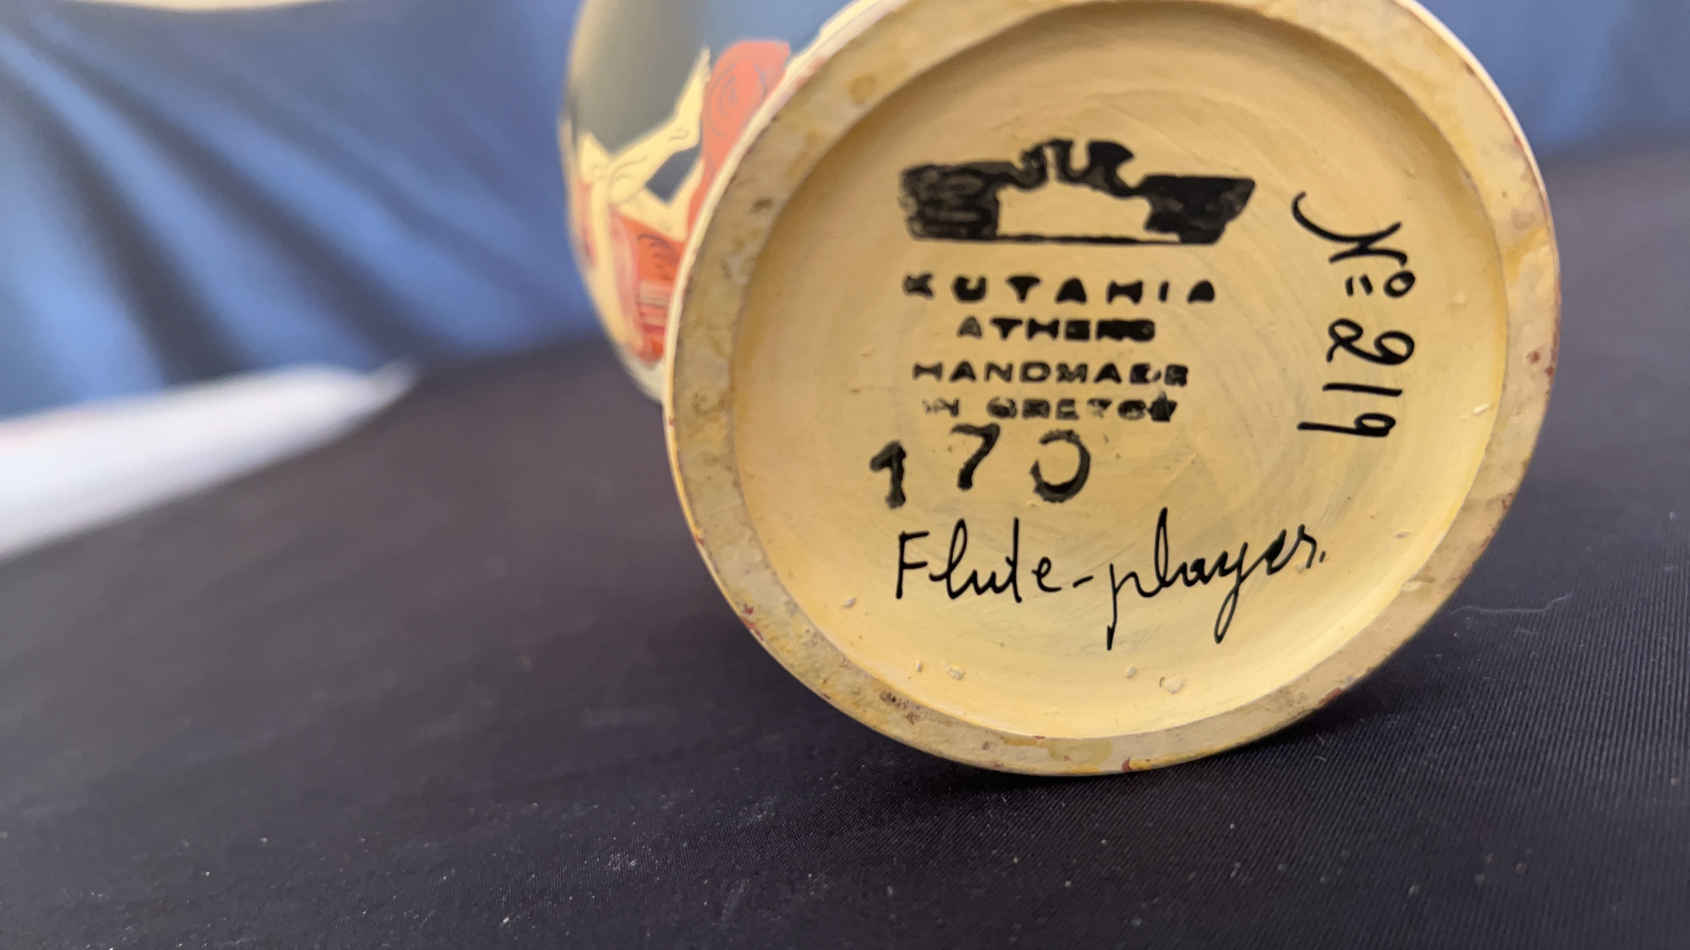 KUTAHIA
ATHENS
HANDMADE
IN GREECE
170
Flute-player.
No= 219